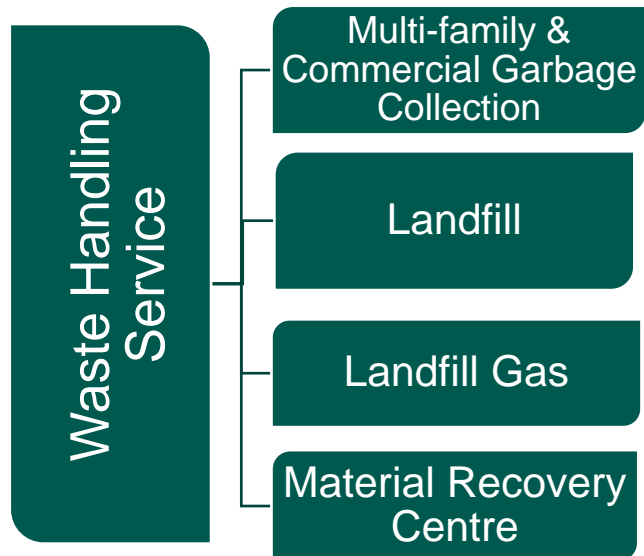 Waste Handling
Service
Multi-family &
Commercial Garbage
Collection
Landfill
Landfill Gas
Material Recovery
Centre